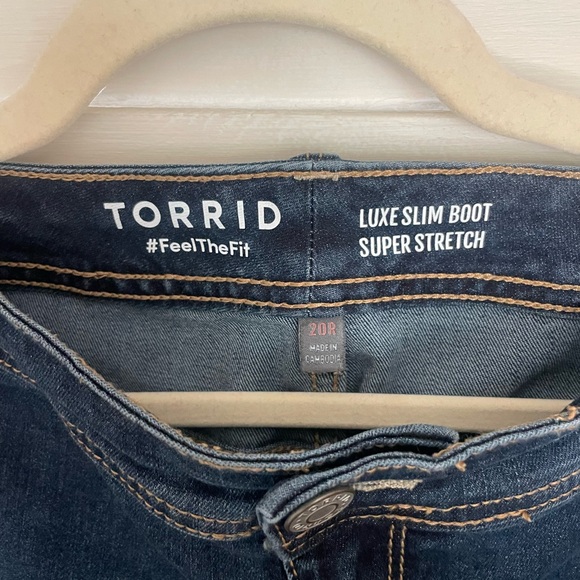 TORRID
#FeelTheFit
LUXE SLIM BOOT
SUPER STRETCH
20R
MADE IN
CAMBODIA